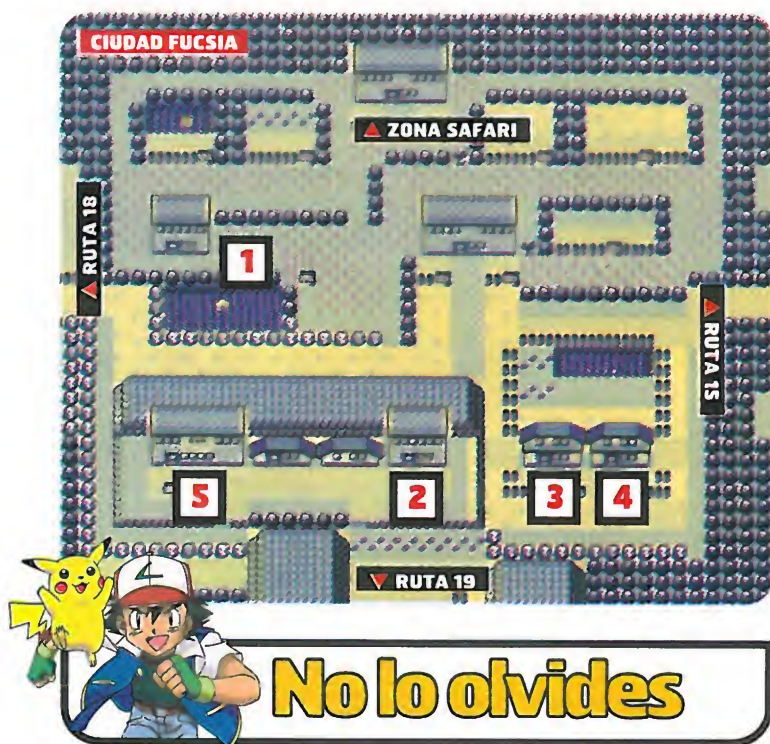 CIUDAD FUCSIA
▲ ZONA SAFARI
▲ RUTA 18
1
▲ RUTA 15
5
2
3
4
▼ RUTA 19
No lo olvides